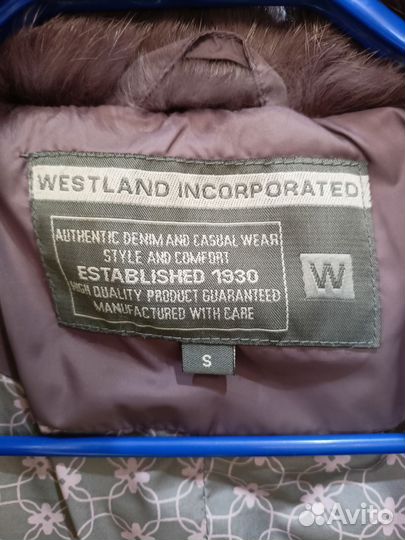 WESTLAND INCORPORATED
AUTHENTIC DENIM AND CASUAL WEAR
STYLE AND COMFORT
ESTABLISHED 1930
HIGH QUALITY PRODUCT GUARANTEED
MANUFACTURED WITH CARE
W
S
Avito